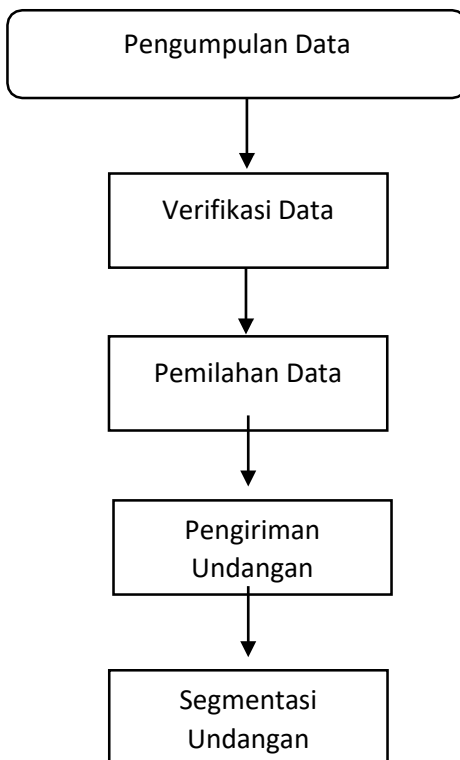 Pengumpulan Data
Verifikasi Data
Pemilahan Data
Pengiriman
Undangan
Segmentasi
Undangan